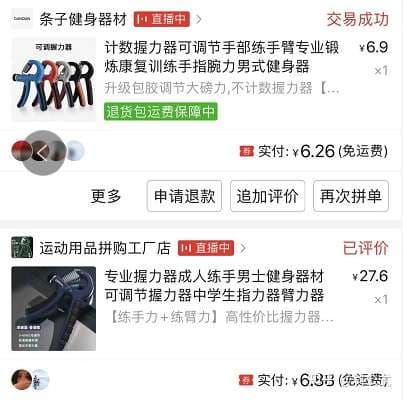 条子健身器材 直播中 交易成功
可调握力器
计数握力器可调节手部练手臂专业锻 ¥6.9
炼康复训练手指腕力男式健身器 ×1
升级包胶调节大磅力,不计数握力器【...
退货包运费保障中
券 实付: ¥6.26 (免运费)
更多 申请退款 追加评价 再次拼单
运动用品拼购工厂店 直播中 > 已评价
专业握力器成人练手男士健身器材 ¥27.6
可调节握力器中学生指力器臂力器 ×1
【练手力+练臂力】高性价比握力器...
券 实付: ¥6.88 (免运费)